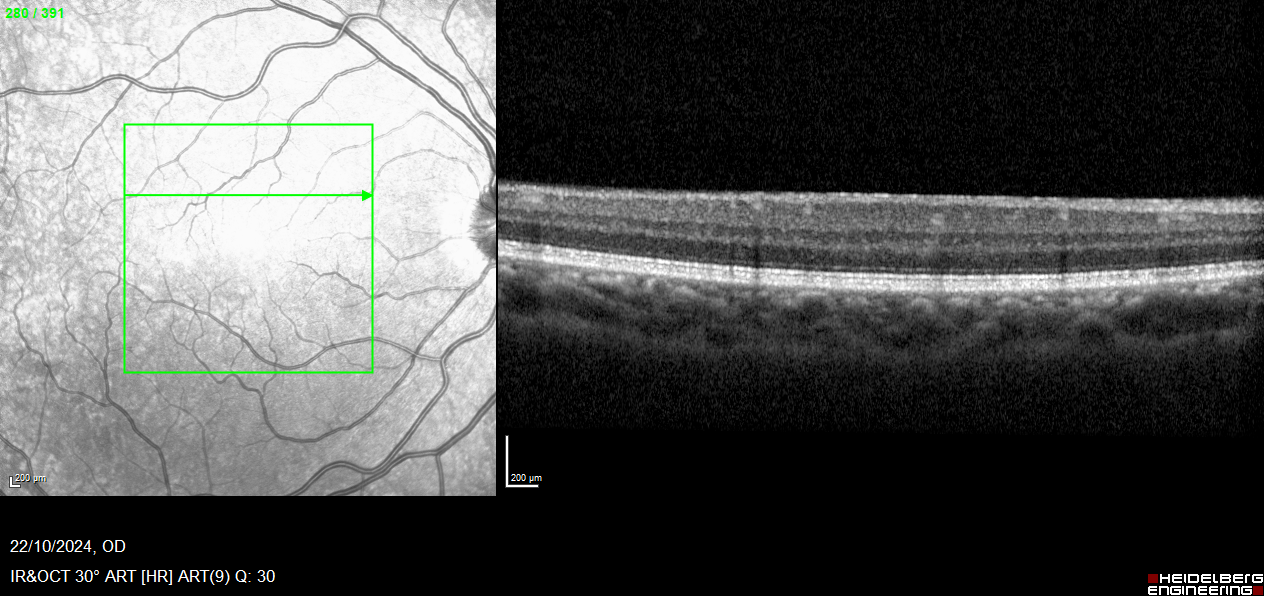 280 / 391
200 µm
200 µm
22/10/2024, OD
IR&OCT 30° ART [HR] ART(9) Q: 30
HEIDELBERG
ENGINEERING